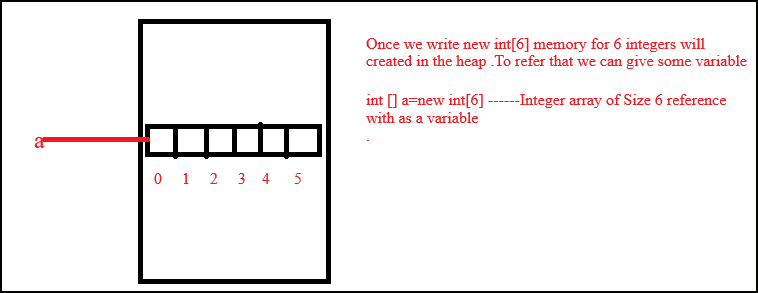 Once we write new int[6] memory for 6 integers will
created in the heap .To refer that we can give some variable
int [] a=new int[6] ------Integer array of Size 6 reference
with as a variable
.
a
0 1 2 3 4 5